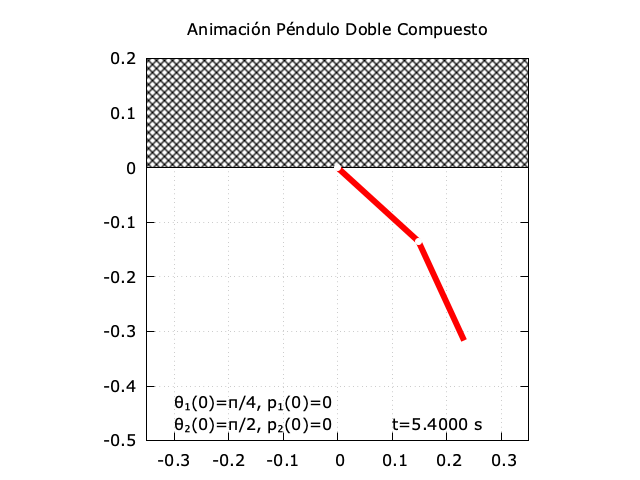 Animación Péndulo Doble Compuesto
0.2
0.1
0
-0.1
-0.2
-0.3
-0.4
-0.5
θ₁(0)=π/4, p₁(0)=0
θ₂(0)=π/2, p₂(0)=0 t=5.4000 s
-0.3 -0.2 -0.1 0 0.1 0.2 0.3